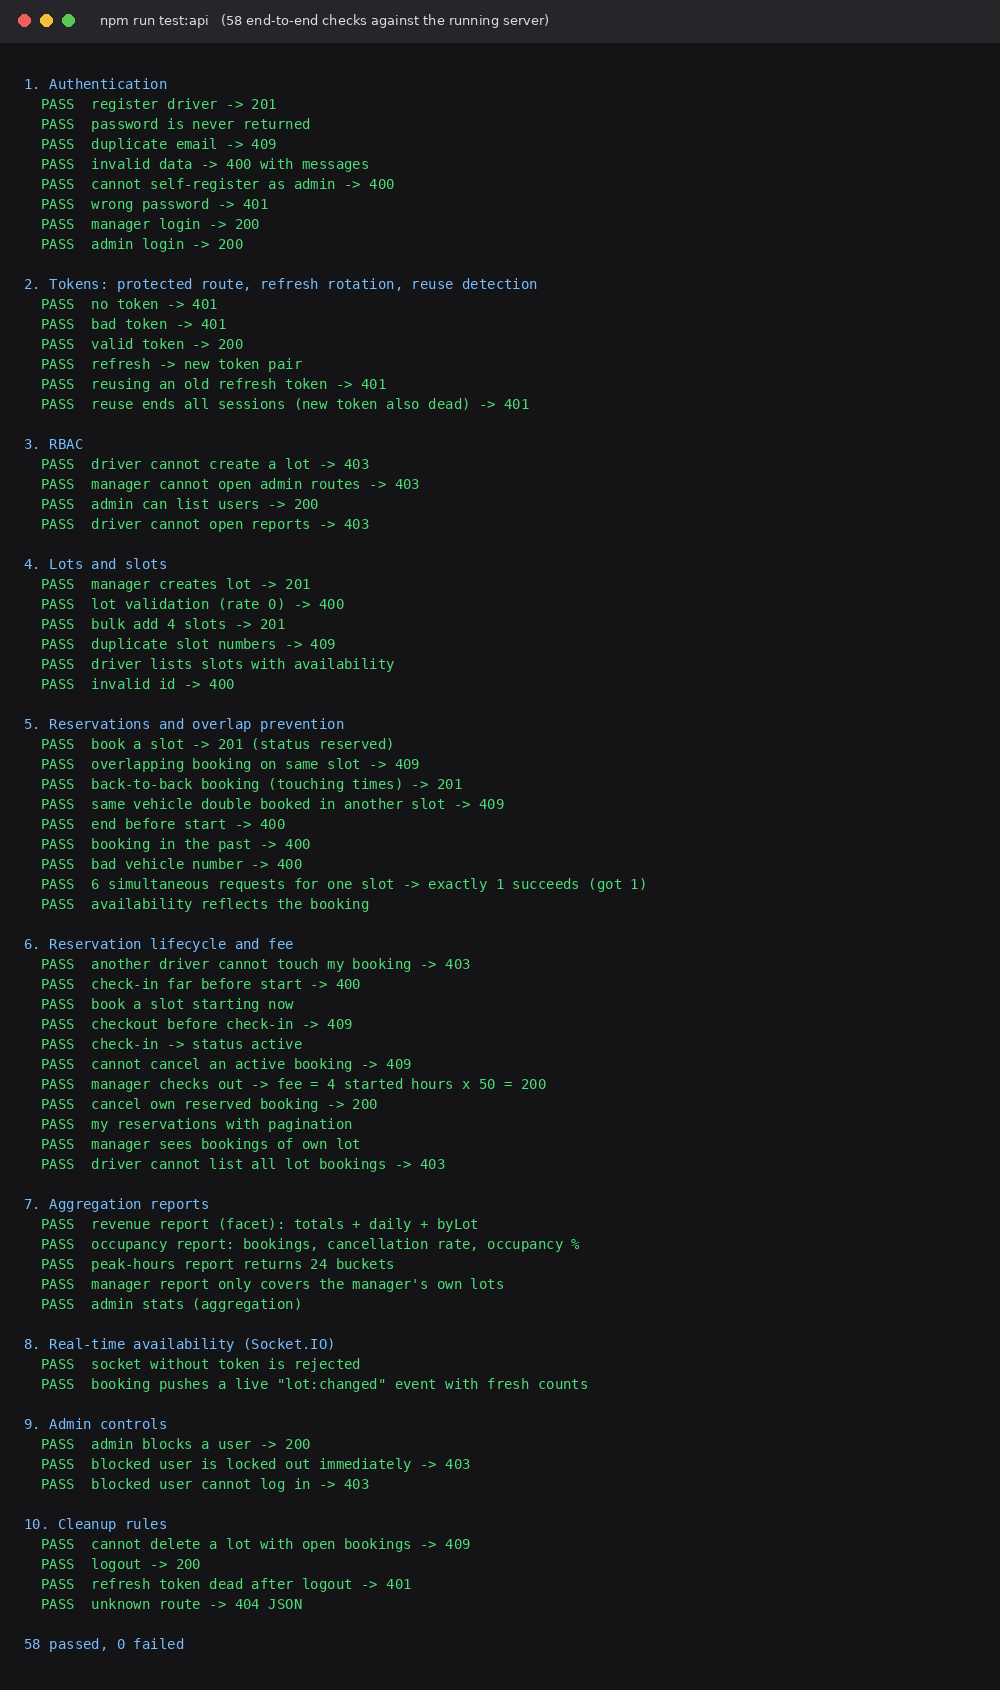 npm run test:api (58 end-to-end checks against the running server)
1. Authentication
PASS register driver -> 201
PASS password is never returned
PASS duplicate email -> 409
PASS invalid data -> 400 with messages
PASS cannot self-register as admin -> 400
PASS wrong password -> 401
PASS manager login -> 200
PASS admin login -> 200
2. Tokens: protected route, refresh rotation, reuse detection
PASS no token -> 401
PASS bad token -> 401
PASS valid token -> 200
PASS refresh -> new token pair
PASS reusing an old refresh token -> 401
PASS reuse ends all sessions (new token also dead) -> 401
3. RBAC
PASS driver cannot create a lot -> 403
PASS manager cannot open admin routes -> 403
PASS admin can list users -> 200
PASS driver cannot open reports -> 403
4. Lots and slots
PASS manager creates lot -> 201
PASS lot validation (rate 0) -> 400
PASS bulk add 4 slots -> 201
PASS duplicate slot numbers -> 409
PASS driver lists slots with availability
PASS invalid id -> 400
5. Reservations and overlap prevention
PASS book a slot -> 201 (status reserved)
PASS overlapping booking on same slot -> 409
PASS back-to-back booking (touching times) -> 201
PASS same vehicle double booked in another slot -> 409
PASS end before start -> 400
PASS booking in the past -> 400
PASS bad vehicle number -> 400
PASS 6 simultaneous requests for one slot -> exactly 1 succeeds (got 1)
PASS availability reflects the booking
6. Reservation lifecycle and fee
PASS another driver cannot touch my booking -> 403
PASS check-in far before start -> 400
PASS book a slot starting now
PASS checkout before check-in -> 409
PASS check-in -> status active
PASS cannot cancel an active booking -> 409
PASS manager checks out -> fee = 4 started hours x 50 = 200
PASS cancel own reserved booking -> 200
PASS my reservations with pagination
PASS manager sees bookings of own lot
PASS driver cannot list all lot bookings -> 403
7. Aggregation reports
PASS revenue report (facet): totals + daily + byLot
PASS occupancy report: bookings, cancellation rate, occupancy %
PASS peak-hours report returns 24 buckets
PASS manager report only covers the manager's own lots
PASS admin stats (aggregation)
8. Real-time availability (Socket.IO)
PASS socket without token is rejected
PASS booking pushes a live "lot:changed" event with fresh counts
9. Admin controls
PASS admin blocks a user -> 200
PASS blocked user is locked out immediately -> 403
PASS blocked user cannot log in -> 403
10. Cleanup rules
PASS cannot delete a lot with open bookings -> 409
PASS logout -> 200
PASS refresh token dead after logout -> 401
PASS unknown route -> 404 JSON
58 passed, 0 failed